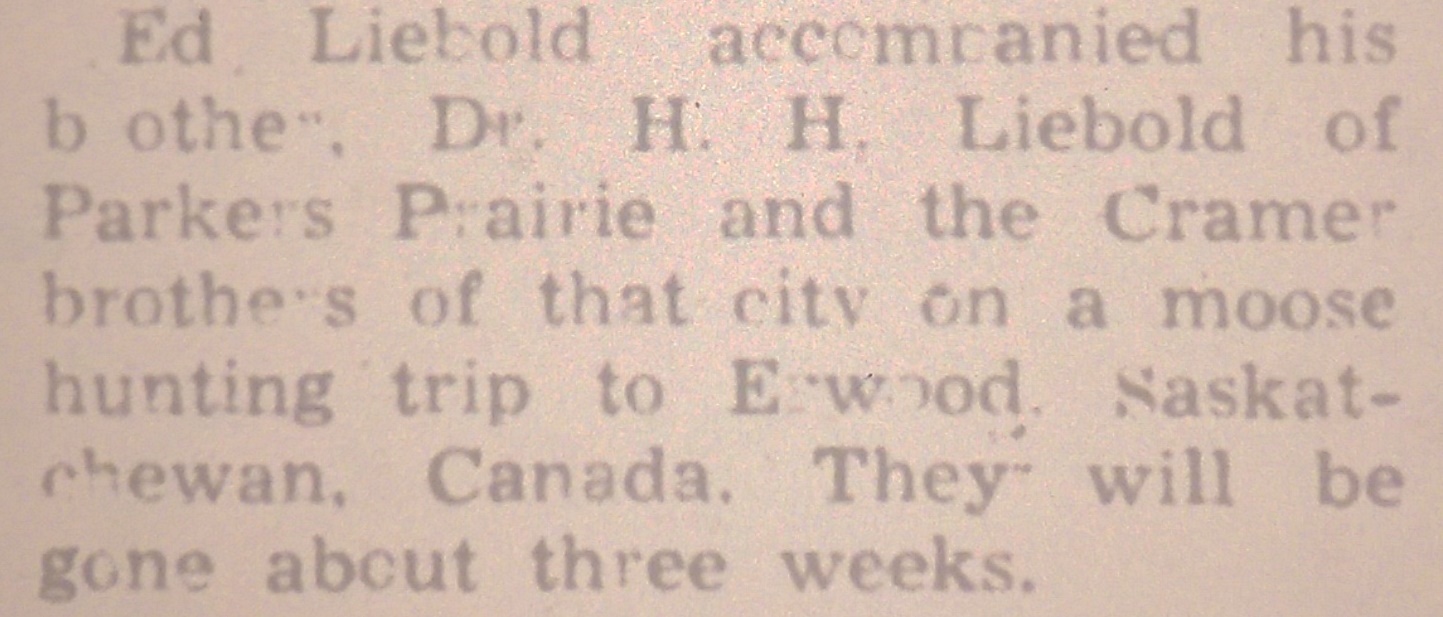 Ed Liebold accompanied his
brother, Dr. H. H. Liebold of
Parkers Prairie and the Cramer
brothers of that city on a moose
hunting trip to Erwood, Saskat-
chewan, Canada. They will be
gone about three weeks.